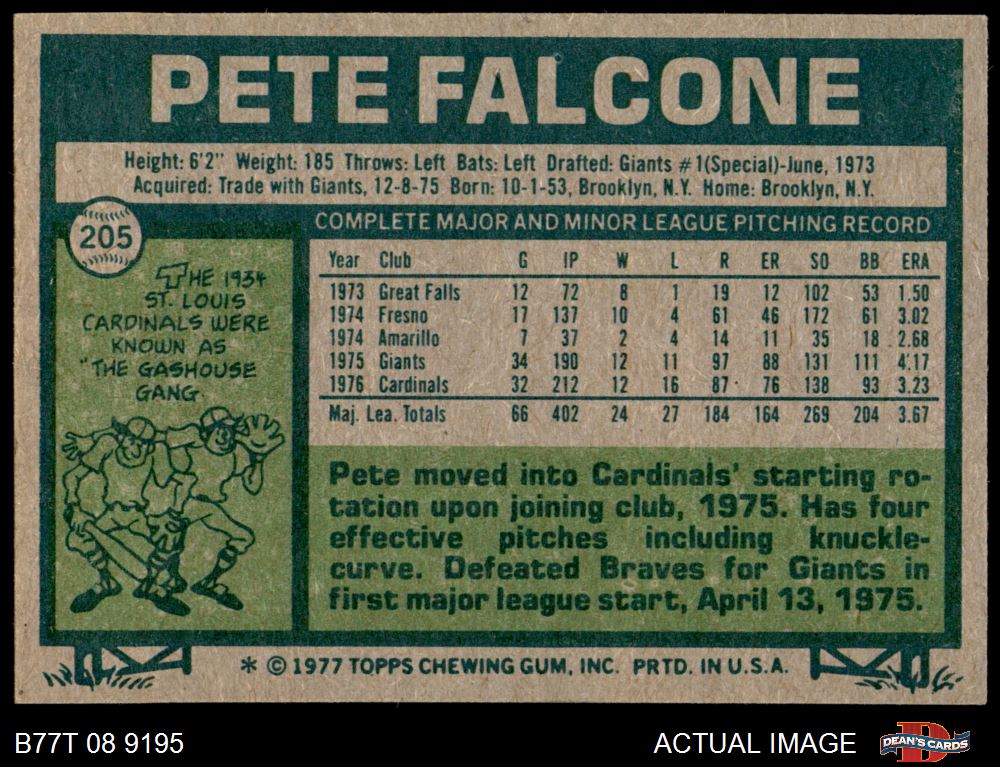 PETE FALCONE
Height: 6'2" Weight: 185 Throws: Left Bats: Left Drafted: Giants #1(Special)-June, 1973
Acquired: Trade with Giants, 12-8-75 Born: 10-1-53, Brooklyn, N.Y. Home: Brooklyn, N.Y.
205
THE 1934
ST. LOUIS
CARDINALS WERE
KNOWN AS
"THE GASHOUSE
GANG.
COMPLETE MAJOR AND MINOR LEAGUE PITCHING RECORD
Year Club G IP W L R ER SO BB ERA
1973 Great Falls 12 72 8 1 19 12 102 53 1.50
1974 Fresno 17 137 10 4 61 46 172 61 3.02
1974 Amarillo 7 37 2 4 14 11 35 18 2.68
1975 Giants 34 190 12 11 97 88 131 111 4.17
1976 Cardinals 32 212 12 16 87 76 138 93 3.23
Maj. Lea. Totals 66 402 24 27 184 164 269 204 3.67
Pete moved into Cardinals' starting ro-
tation upon joining club, 1975. Has four
effective pitches including knuckle-
curve. Defeated Braves for Giants in
first major league start, April 13, 1975.
* © 1977 TOPPS CHEWING GUM, INC. PRTD. IN U.S.A.
B77T 08 9195
ACTUAL IMAGE
D
DEAN'S CARDS